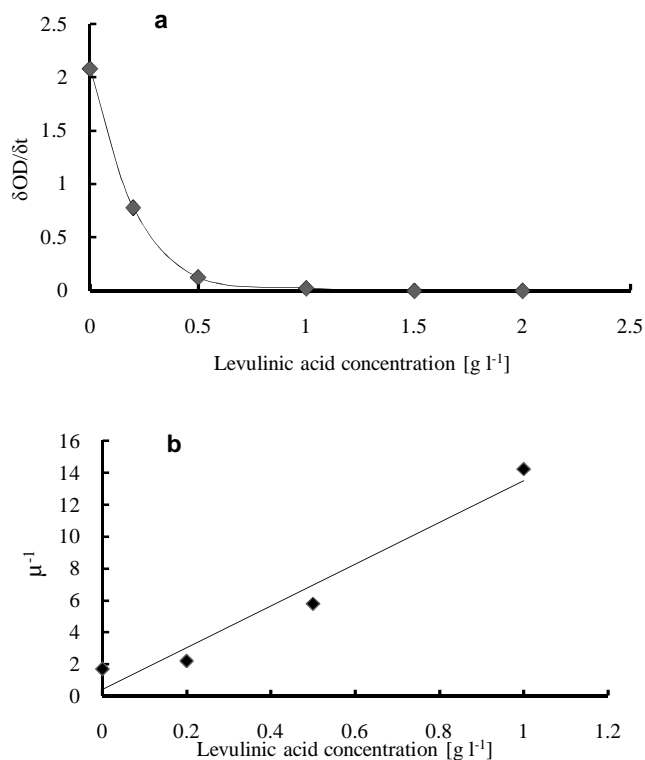 a
δOD/δt
2.5
2
1.5
1
0.5
0
0 0.5 1 1.5 2 2.5
Levulinic acid concentration [g l-1]
b
μ-1
16
14
12
10
8
6
4
2
0
0 0.2 0.4 0.6 0.8 1 1.2
Levulinic acid concentration [g l-1]